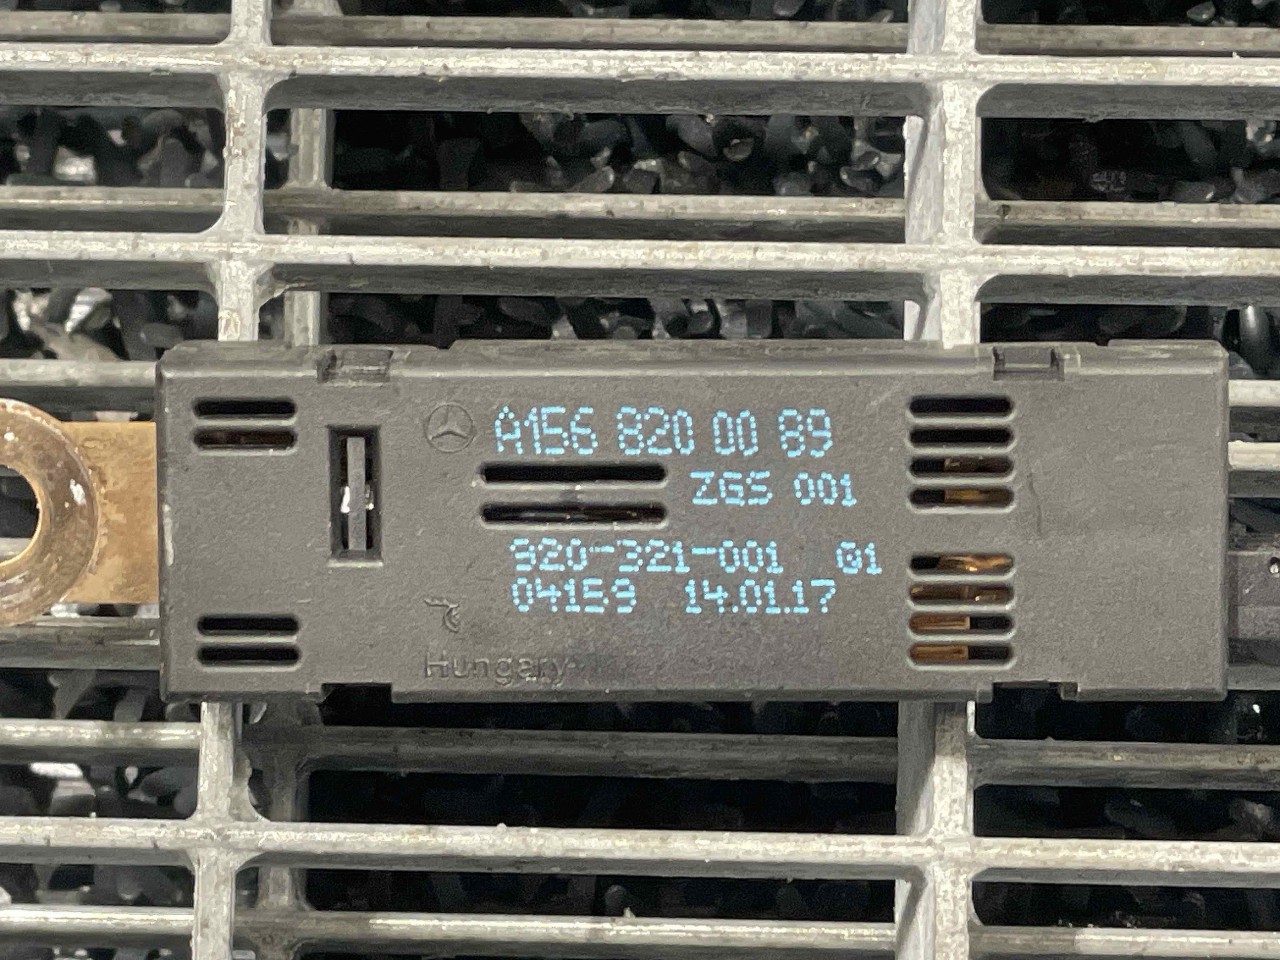 A156 820 00 89
ZGS 001
920-321-001 01
04159 14.01.17
Hungary